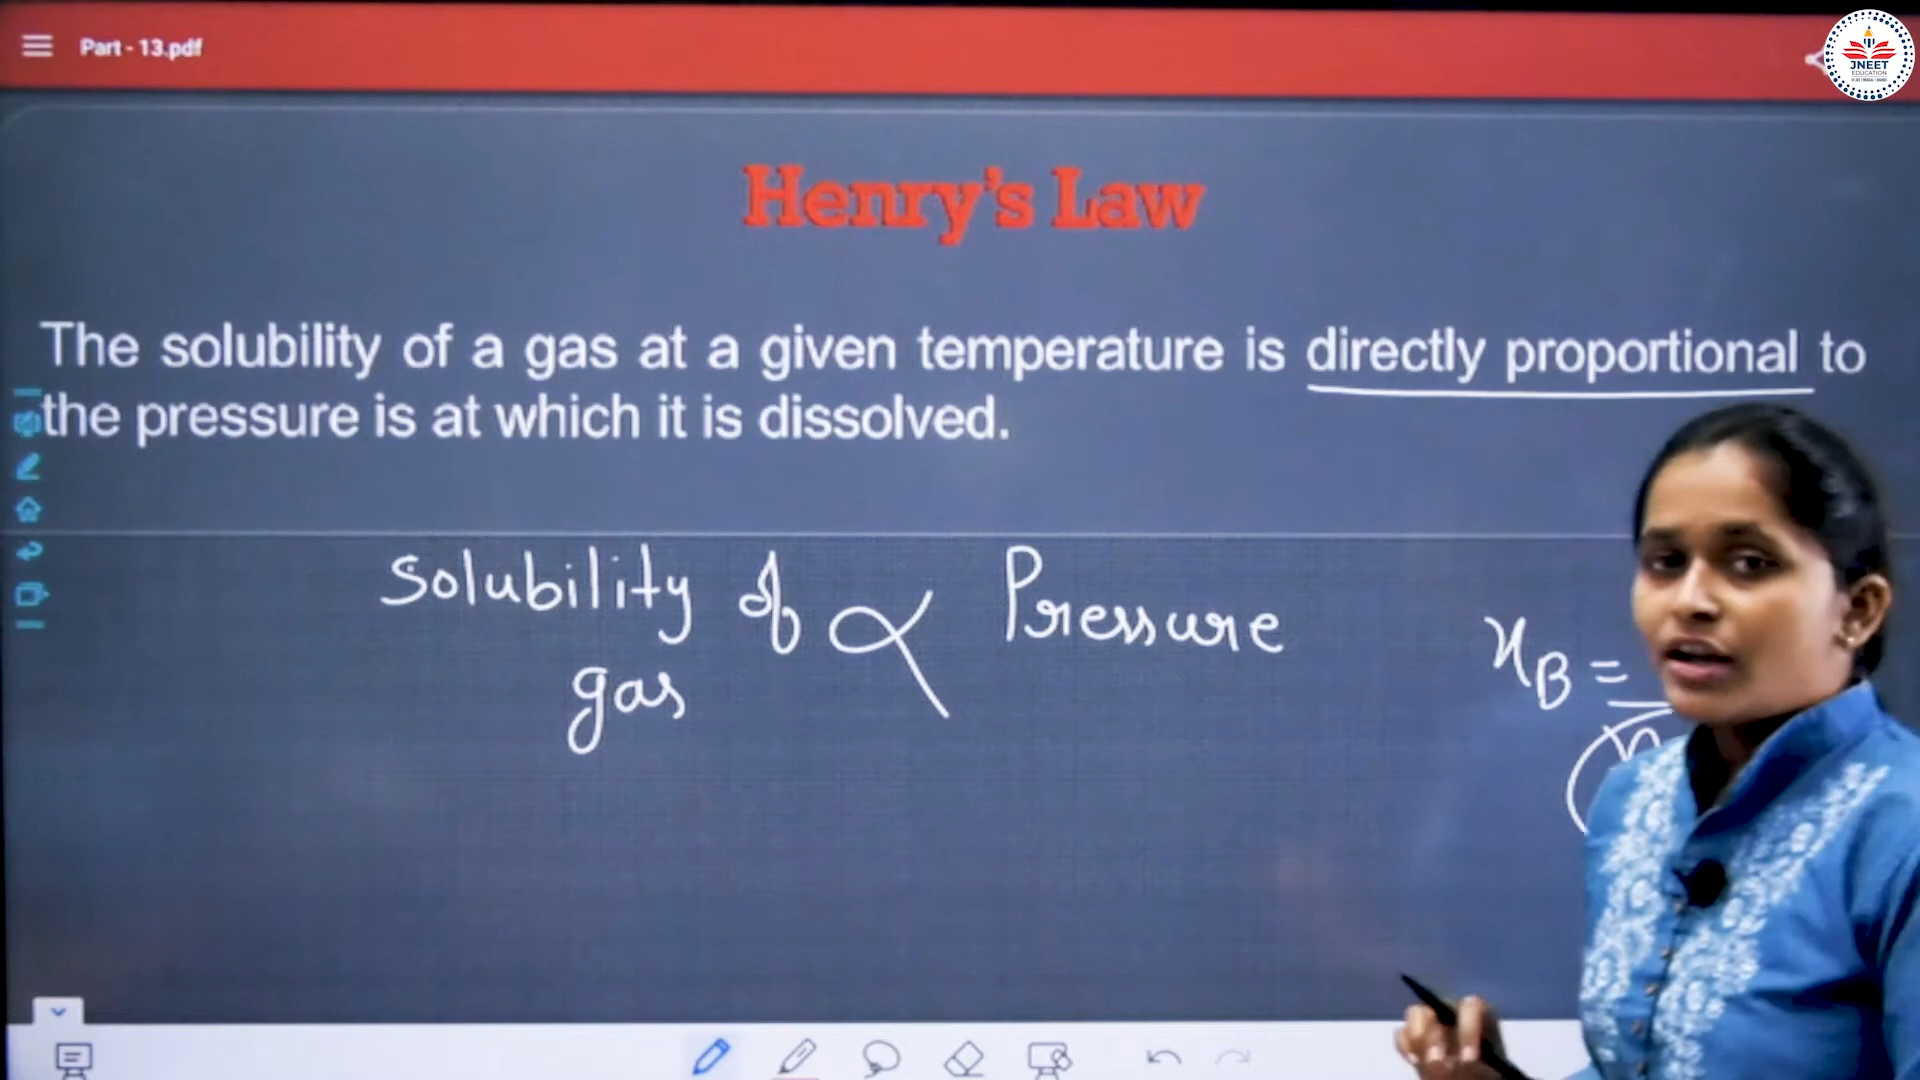 Part - 13.pdf
JNEET
EDUCATION
Henry's Law
The solubility of a gas at a given temperature is directly proportional to
the pressure is at which it is dissolved.
Solubility of ∝ Pressure
gas
x_B =
n